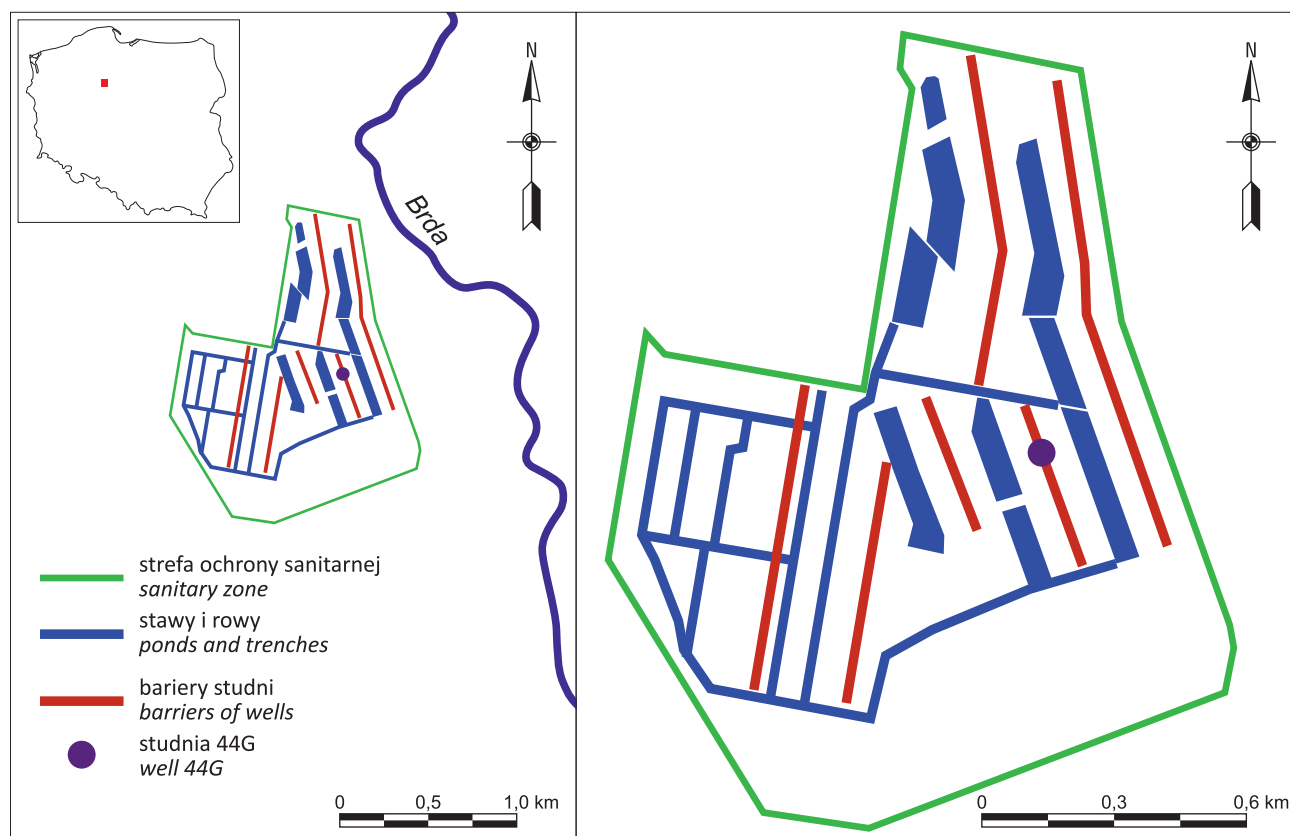 N
Brda
strefa ochrony sanitarnej
sanitary zone
stawy i rowy
ponds and trenches
bariery studni
barriers of wells
studnia 44G
well 44G
0 0,5 1,0 km
N
0 0,3 0,6 km